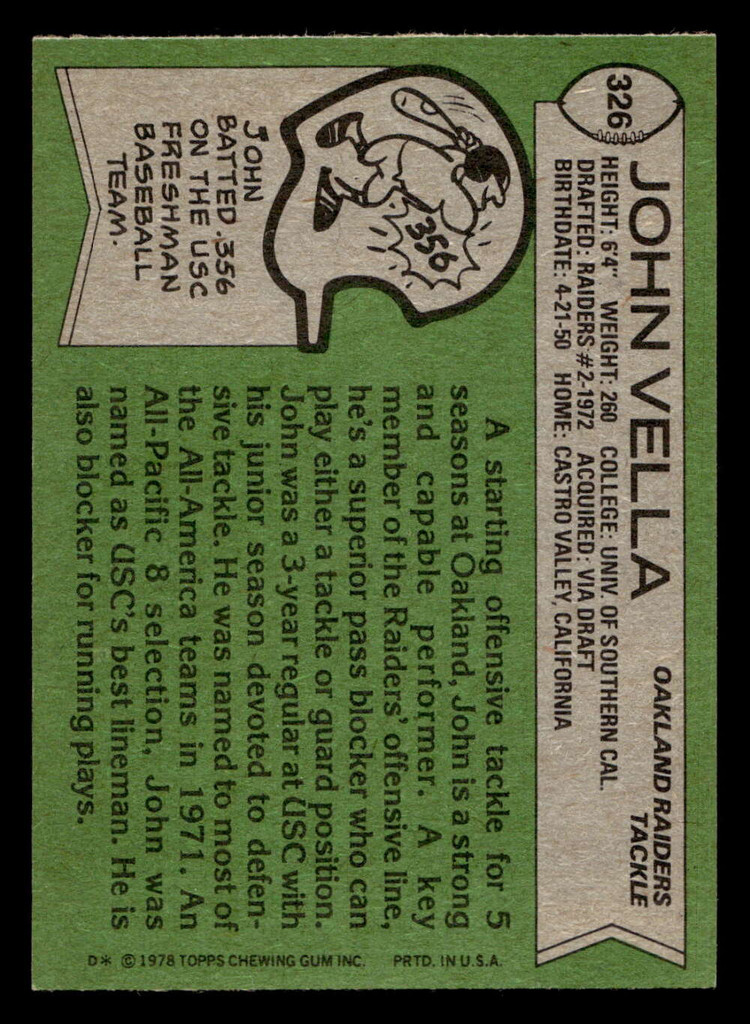 326
JOHN VELLA
OAKLAND RAIDERS
TACKLE
HEIGHT: 6'4" WEIGHT: 260 COLLEGE: UNIV. OF SOUTHERN CAL.
DRAFTED: RAIDERS #2-1972 ACQUIRED: VIA DRAFT
BIRTHDATE: 4-21-50 HOME: CASTRO VALLEY, CALIFORNIA
.356
JOHN
BATTED .356
ON THE USC
FRESHMAN
BASEBALL
TEAM.
A starting offensive tackle for 5
seasons at Oakland, John is a strong
and capable performer. A key
member of the Raiders' offensive line,
he's a superior pass blocker who can
play either a tackle or guard position.
John was a 3-year regular at USC with
his junior season devoted to defen-
sive tackle. He was named to most of
the All-America teams in 1971. An
All-Pacific 8 selection, John was
named as USC's best lineman. He is
also blocker for running plays.
D* © 1978 TOPPS CHEWING GUM INC. PRTD. IN U.S.A.